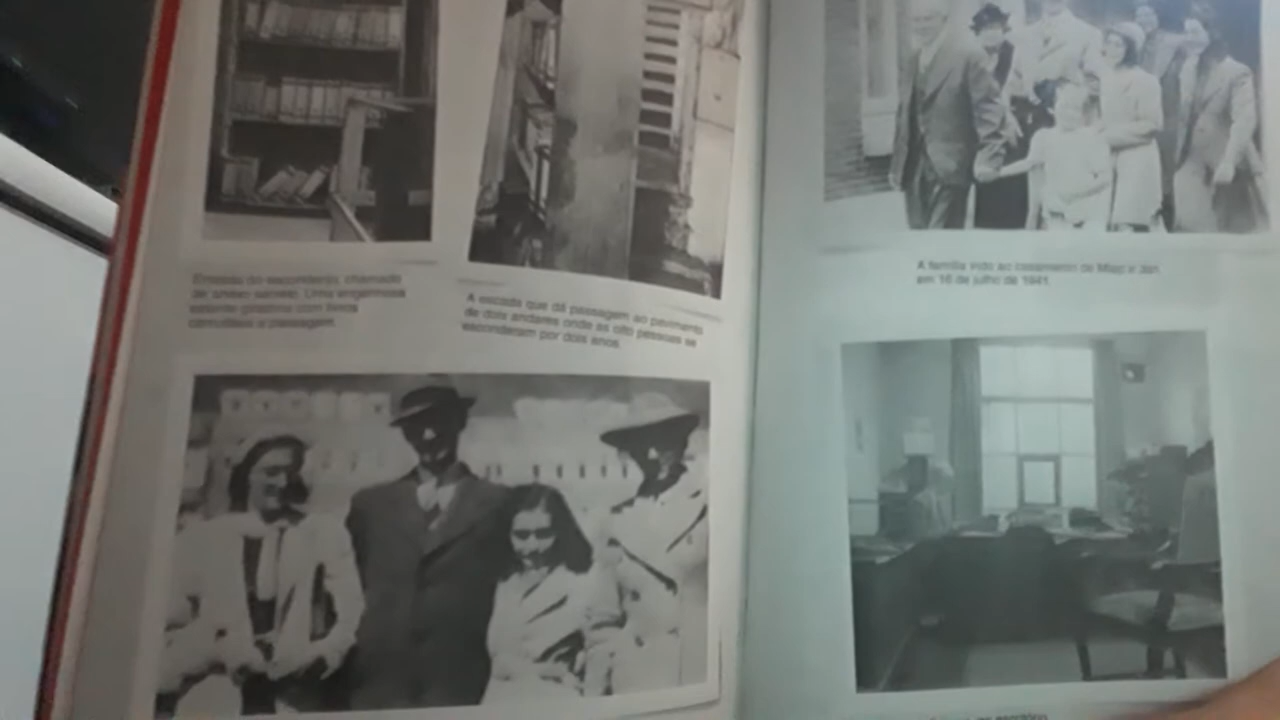 Entrada do esconderijo, chamado
de anexo secreto. Uma engenhosa
estante giratória com livros
camuflava a passagem.
A escada que dá passagem ao pavimento
de dois andares onde as oito pessoas se
esconderam por dois anos.
A família indo ao casamento de Miep e Jan,
em 16 de julho de 1941.
escritório